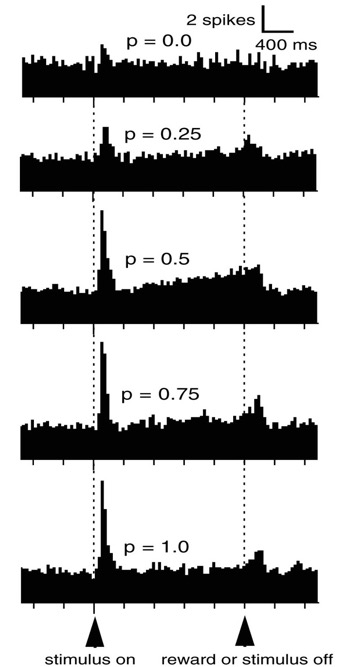 2 spikes
400 ms
p = 0.0
p = 0.25
p = 0.5
p = 0.75
p = 1.0
stimulus on
reward or stimulus off